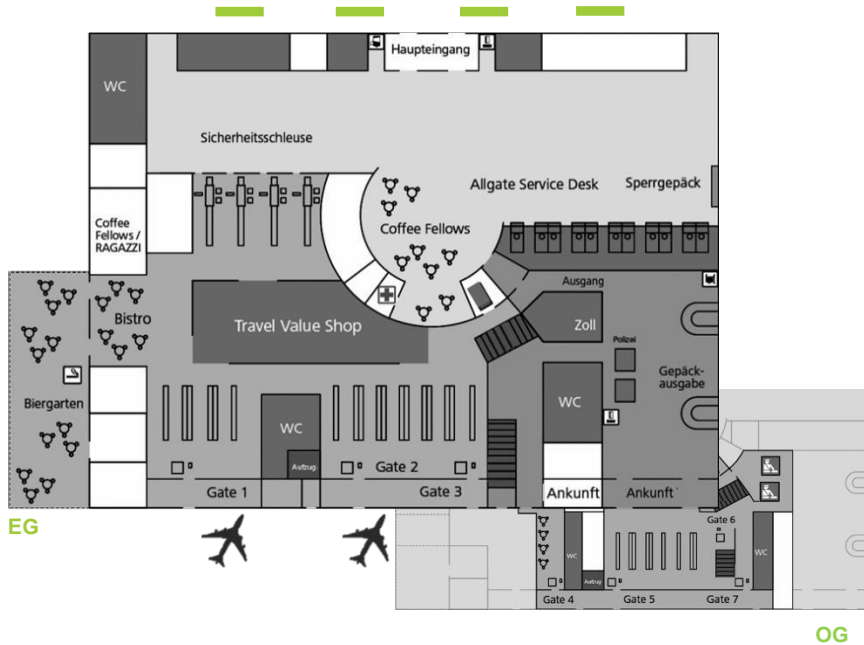 Haupteingang
WC
Sicherheitsschleuse
Allgate Service Desk
Sperrgepäck
Coffee
Fellows /
RAGAZZI
Coffee Fellows
Ausgang
Bistro
Travel Value Shop
Zoll
Polizei
Gepäck-
ausgabe
Biergarten
WC
WC
Aufzug
Gate 1
Gate 2
Gate 3
Ankunft
Ankunft
EG
Gate 6
WC
WC
Aufzug
Gate 4
Gate 5
Gate 7
OG